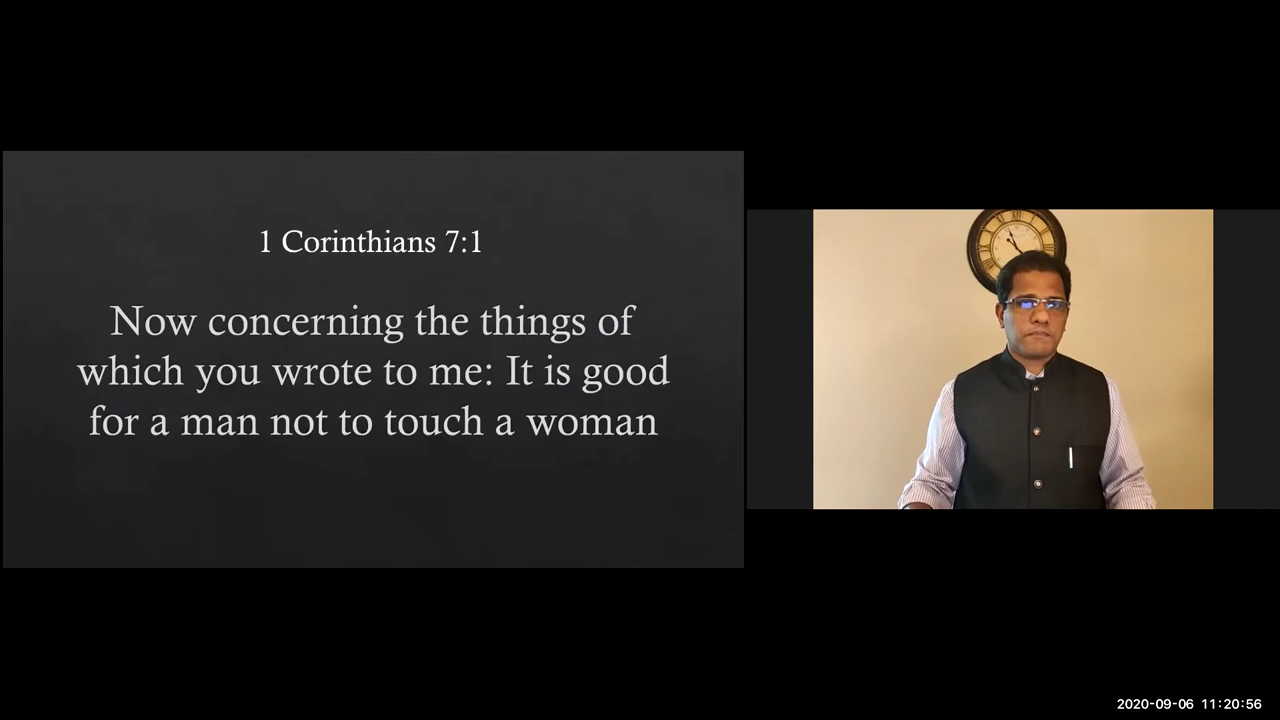 1 Corinthians 7:1
Now concerning the things of
which you wrote to me: It is good
for a man not to touch a woman
2020-09-06 11:20:56